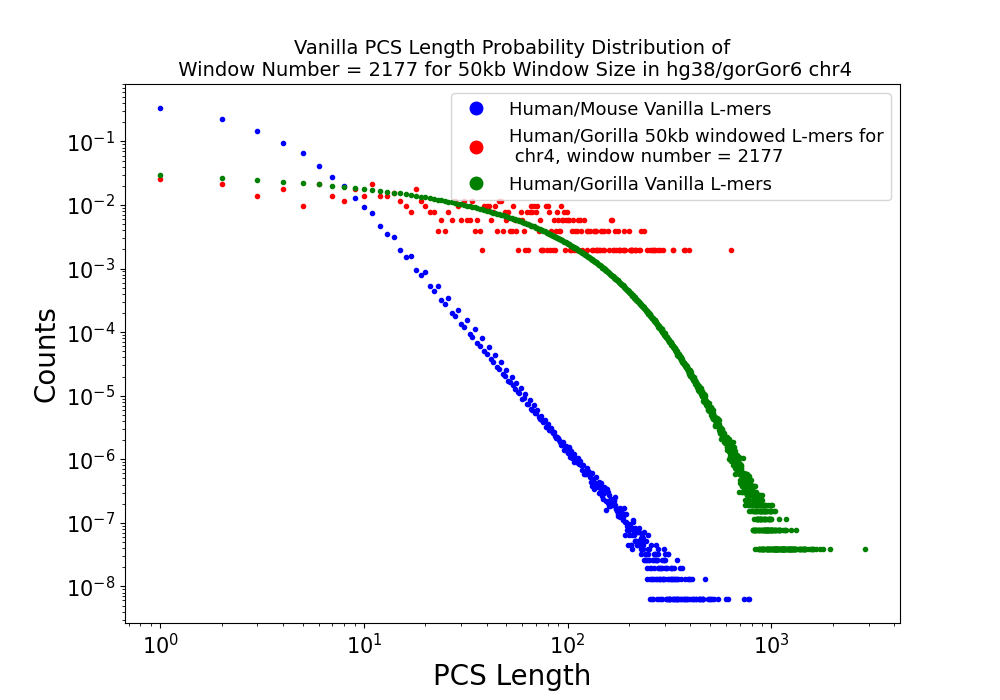 Vanilla PCS Length Probability Distribution of
Window Number = 2177 for 50kb Window Size in hg38/gorGor6 chr4
Human/Mouse Vanilla L-mers
Human/Gorilla 50kb windowed L-mers for
chr4, window number = 2177
Human/Gorilla Vanilla L-mers
Counts
10⁻¹
10⁻²
10⁻³
10⁻⁴
10⁻⁵
10⁻⁶
10⁻⁷
10⁻⁸
10⁰ 10¹ 10² 10³
PCS Length